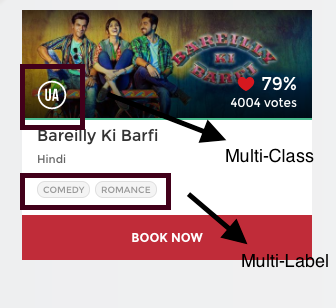 BAREILLY
KI
BARFI
UA
79%
4004 votes
Bareilly Ki Barfi
Multi-Class
Hindi
COMEDY ROMANCE
BOOK NOW
Multi-Label